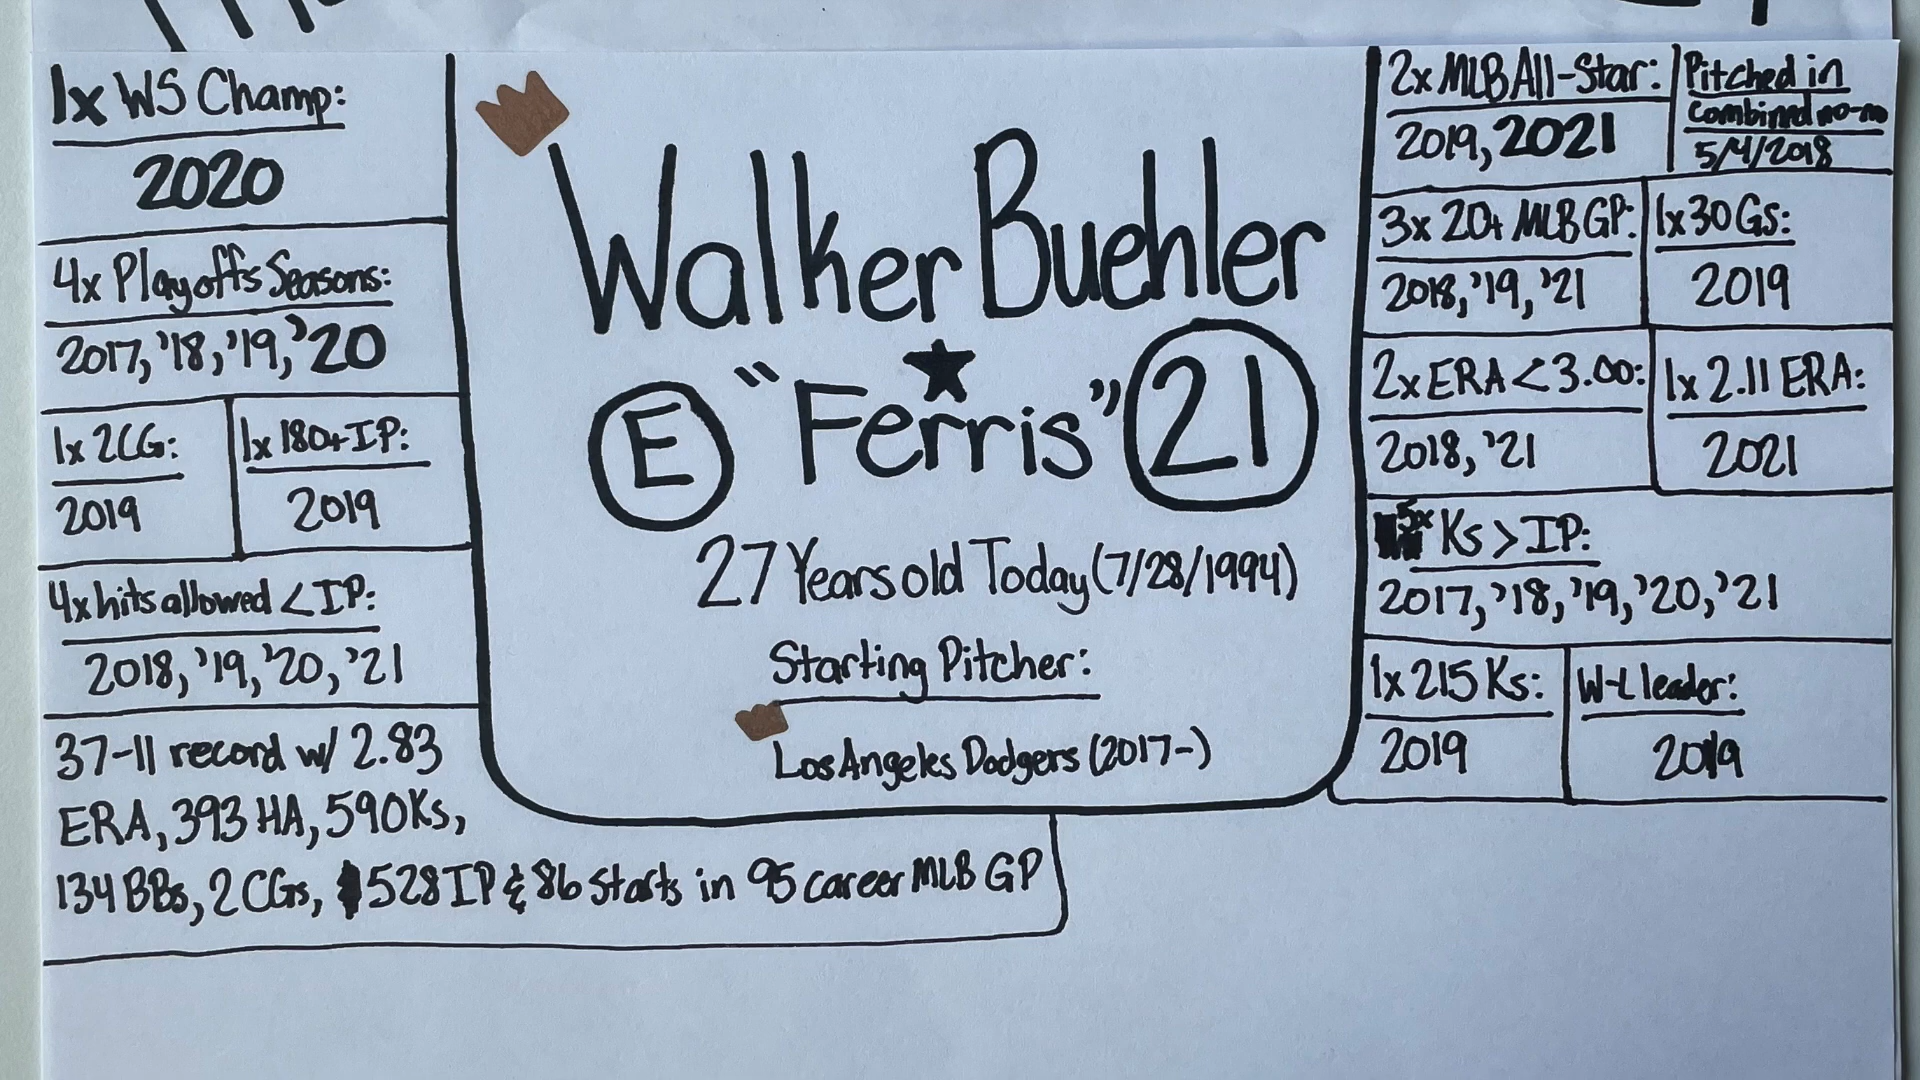 1x WS Champ:
2020
4x Playoffs Seasons:
2017, '18, '19, '20
1x 2CG:
2019
1x 180+ IP:
2019
4x hits allowed < IP:
2018, '19, '20, '21
37-11 record w/ 2.83
ERA, 393 HA, 590Ks,
134 BBs, 2 CGs, 528 IP & 86 starts in 95 career MLB GP
Walker Buehler
E "Ferris" 21
27 Years old Today (7/28/1994)
Starting Pitcher:
Los Angeles Dodgers (2017-)
2x MLB All-Star:
2019, 2021
Pitched in
combined no-no
5/4/2018
3x 20+ MLB GP:
2018, '19, '21
1x 30 GS:
2019
2x ERA < 3.00:
2018, '21
1x 2.11 ERA:
2021
5x Ks > IP:
2017, '18, '19, '20, '21
1x 215 Ks:
2019
W-L leader:
2019